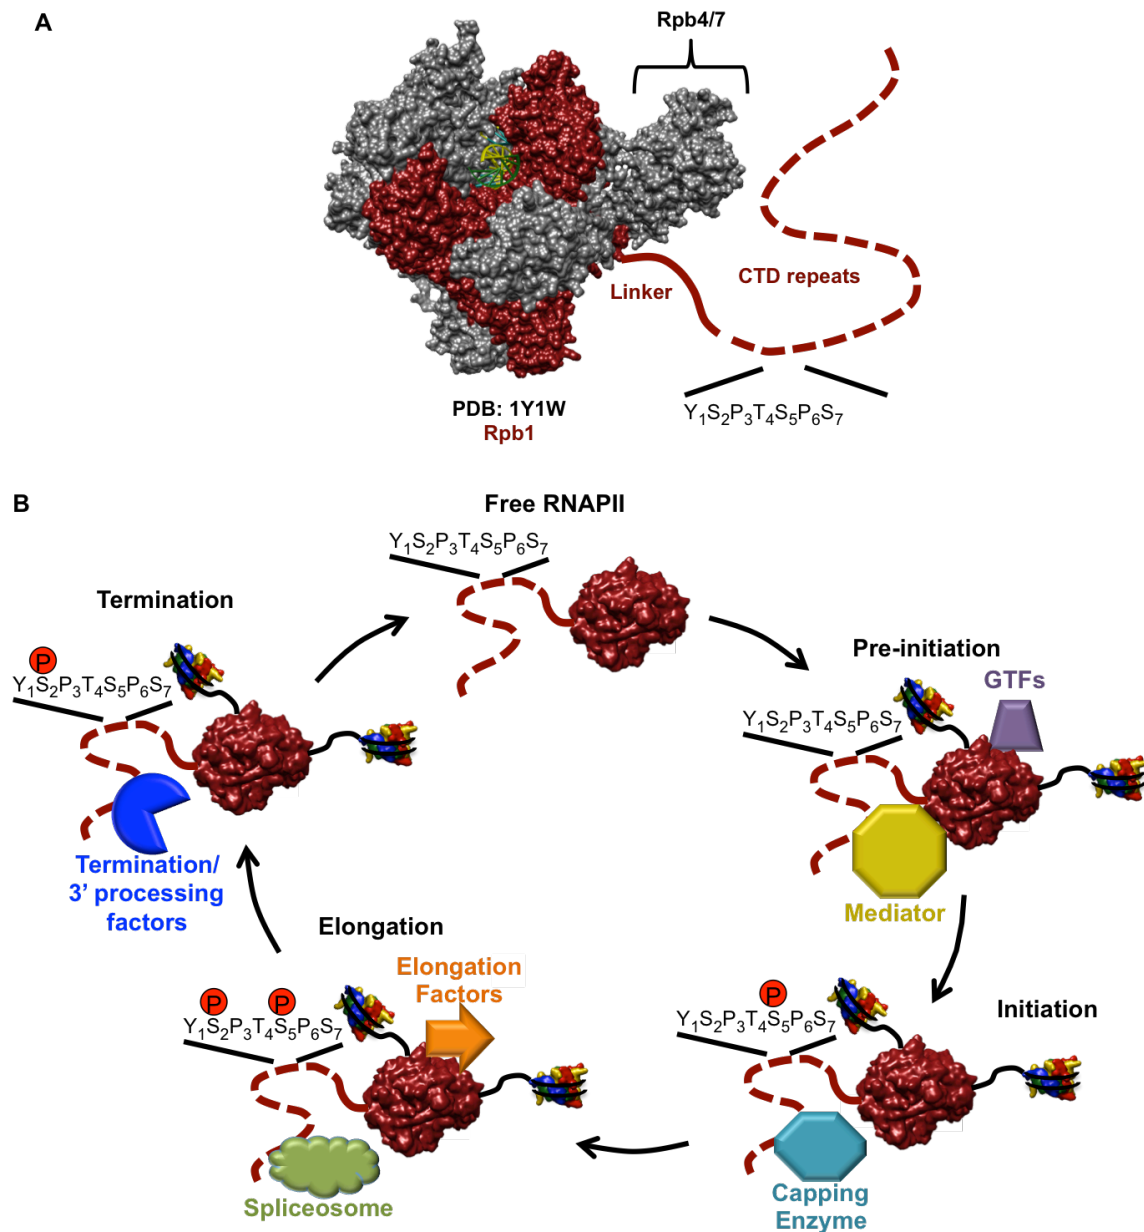 A
Rpb4/7
CTD repeats
Linker
Y₁S₂P₃T₄S₅P₆S₇
PDB: 1Y1W
Rpb1
B
Free RNAPII
Y₁S₂P₃T₄S₅P₆S₇
Termination
P
Y₁S₂P₃T₄S₅P₆S₇
Termination/
3’ processing
factors
Pre-initiation
GTFs
Y₁S₂P₃T₄S₅P₆S₇
Mediator
Elongation
Elongation
Factors
P P
Y₁S₂P₃T₄S₅P₆S₇
Spliceosome
Initiation
P
Y₁S₂P₃T₄S₅P₆S₇
Capping
Enzyme